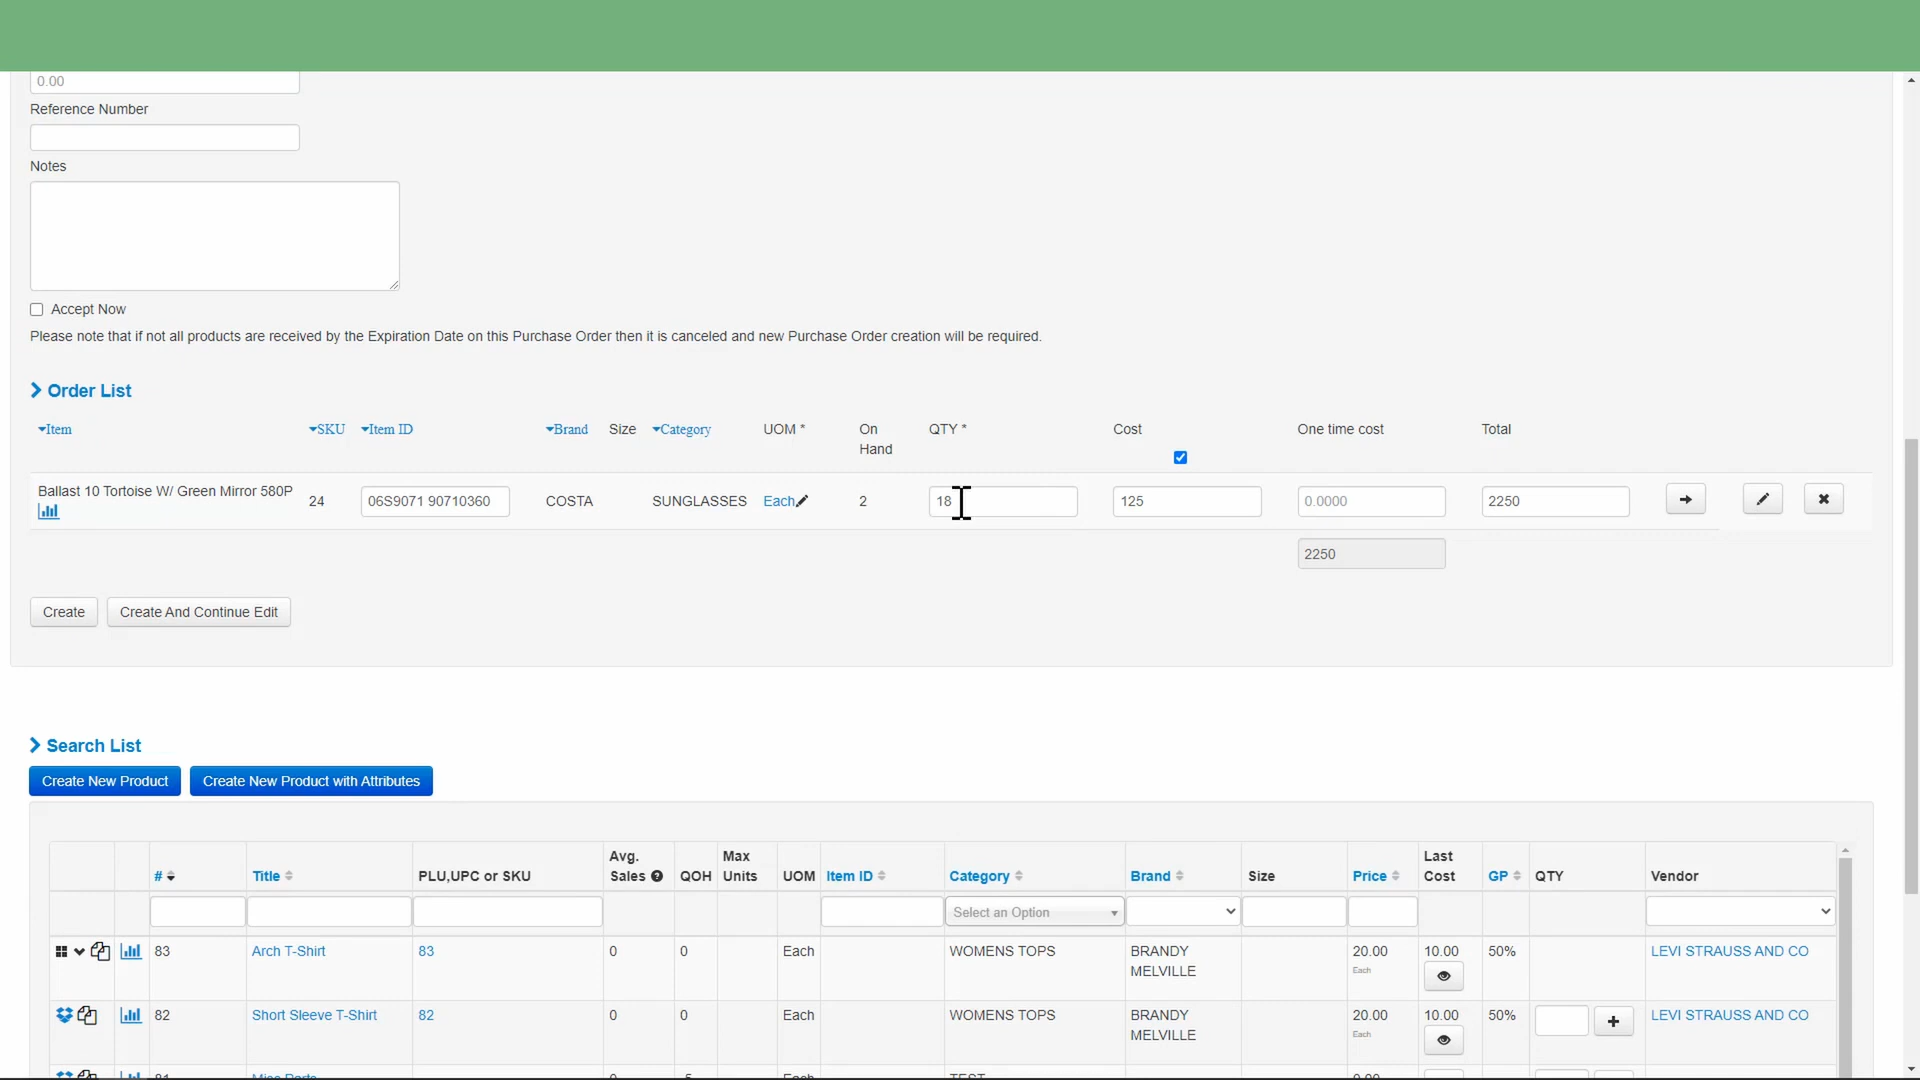 0.00
Reference Number
Notes
Accept Now
Please note that if not all products are received by the Expiration Date on this Purchase Order then it is canceled and new Purchase Order creation will be required.
Order List
Item SKU Item ID Brand Size Category UOM * On Hand QTY * Cost One time cost Total
Ballast 10 Tortoise W/ Green Mirror 580P 24 06S9071 90710360 COSTA SUNGLASSES Each 2 18 125 0.0000 2250
2250
Create Create And Continue Edit
Search List
Create New Product Create New Product with Attributes
# Title PLU,UPC or SKU Avg. Sales QOH Max Units UOM Item ID Category Brand Size Price Last Cost GP QTY Vendor
Select an Option
83 Arch T-Shirt 83 0 0 Each WOMENS TOPS BRANDY MELVILLE 20.00 Each 10.00 50% LEVI STRAUSS AND CO
82 Short Sleeve T-Shirt 82 0 0 Each WOMENS TOPS BRANDY MELVILLE 20.00 Each 10.00 50% LEVI STRAUSS AND CO